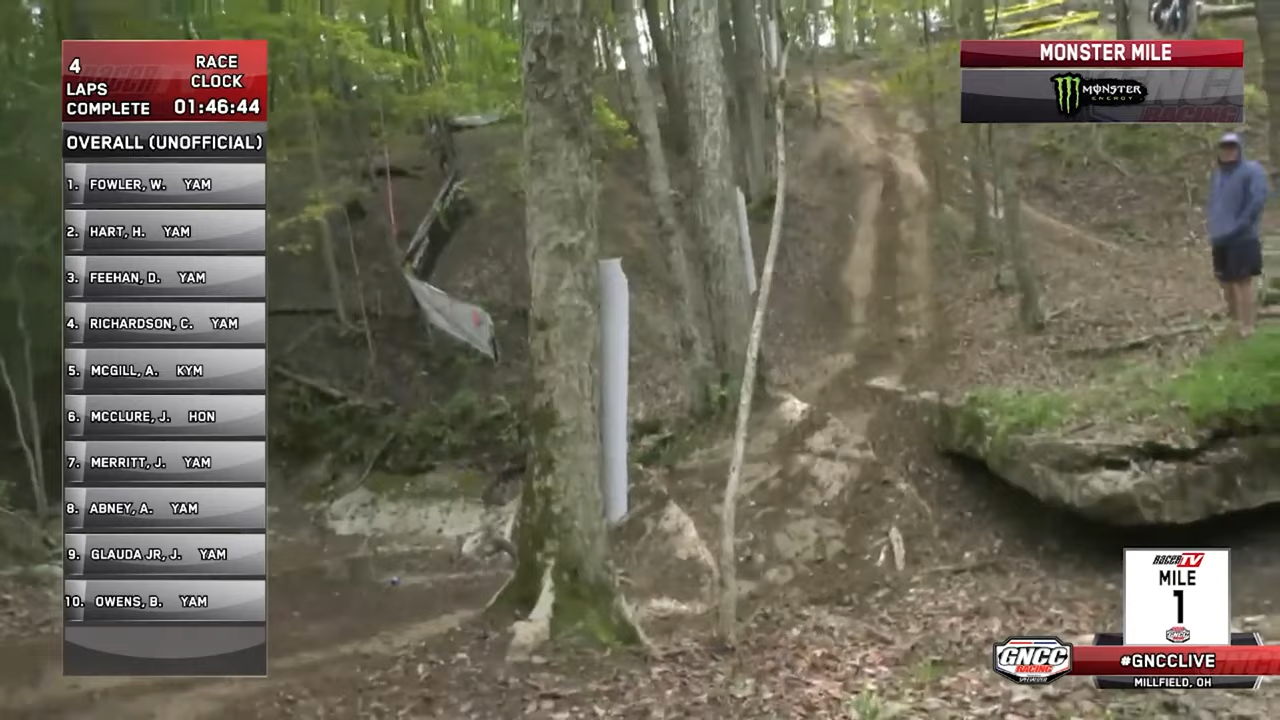 4
LAPS
COMPLETE
RACE
CLOCK
01:46:44
OVERALL (UNOFFICIAL)
1. FOWLER, W. YAM
2. HART, H. YAM
3. FEEHAN, D. YAM
4. RICHARDSON, C. YAM
5. MCGILL, A. KYM
6. MCCLURE, J. HON
7. MERRITT, J. YAM
8. ABNEY, A. YAM
9. GLAUDA JR, J. YAM
10. OWENS, B. YAM
MONSTER MILE
MONSTER
ENERGY
RACER TV
MILE
1
GNCC
RACING
#GNCCLIVE
MILLFIELD, OH